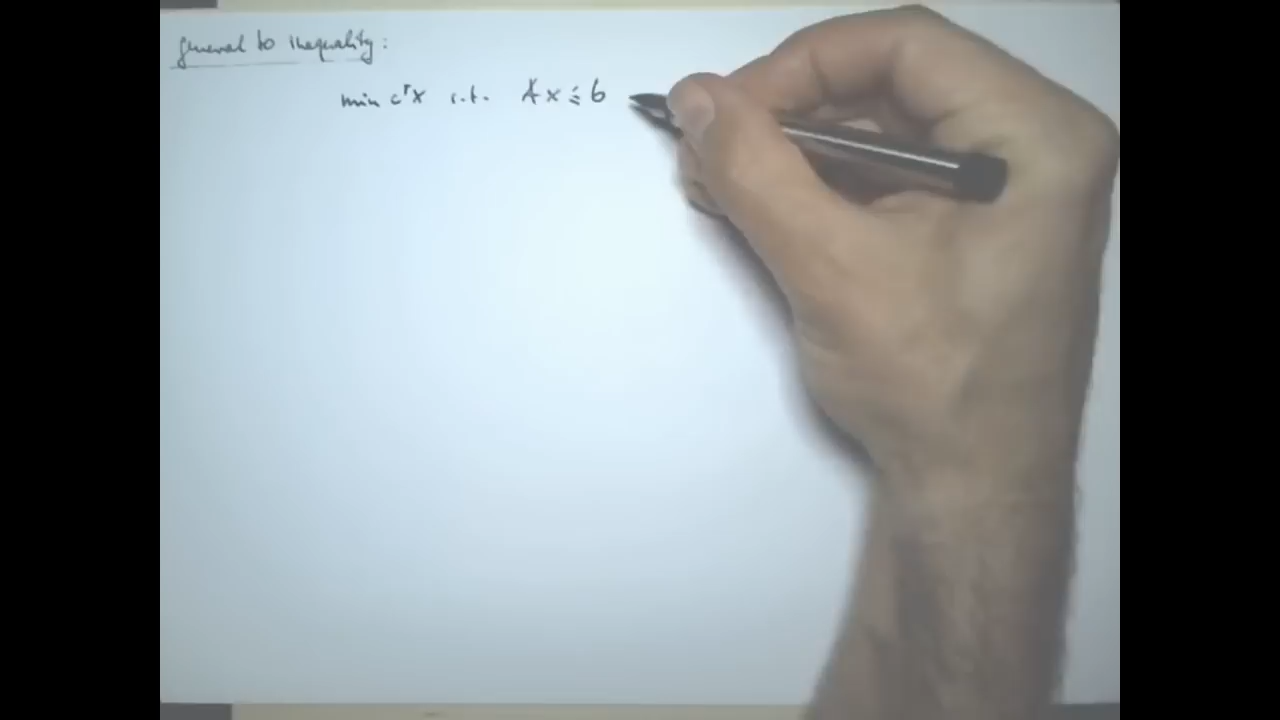 general to inequality:
min cᵀx s.t. Ax ≤ b